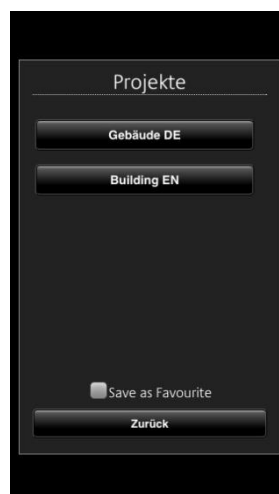 Projekte
Gebäude DE
Building EN
Save as Favourite
Zurück